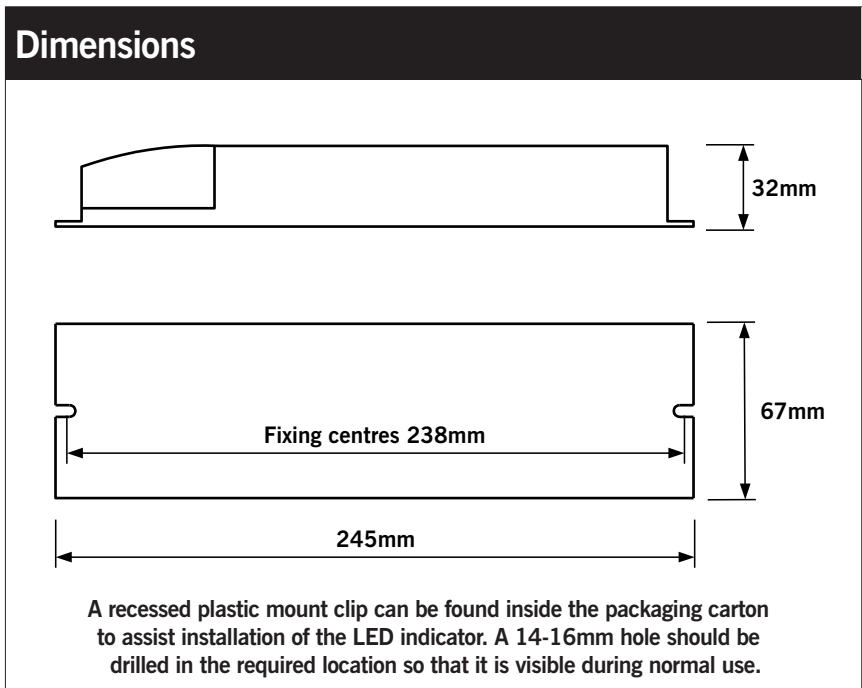 Dimensions
32mm
67mm
Fixing centres 238mm
245mm
A recessed plastic mount clip can be found inside the packaging carton
to assist installation of the LED indicator. A 14-16mm hole should be
drilled in the required location so that it is visible during normal use.